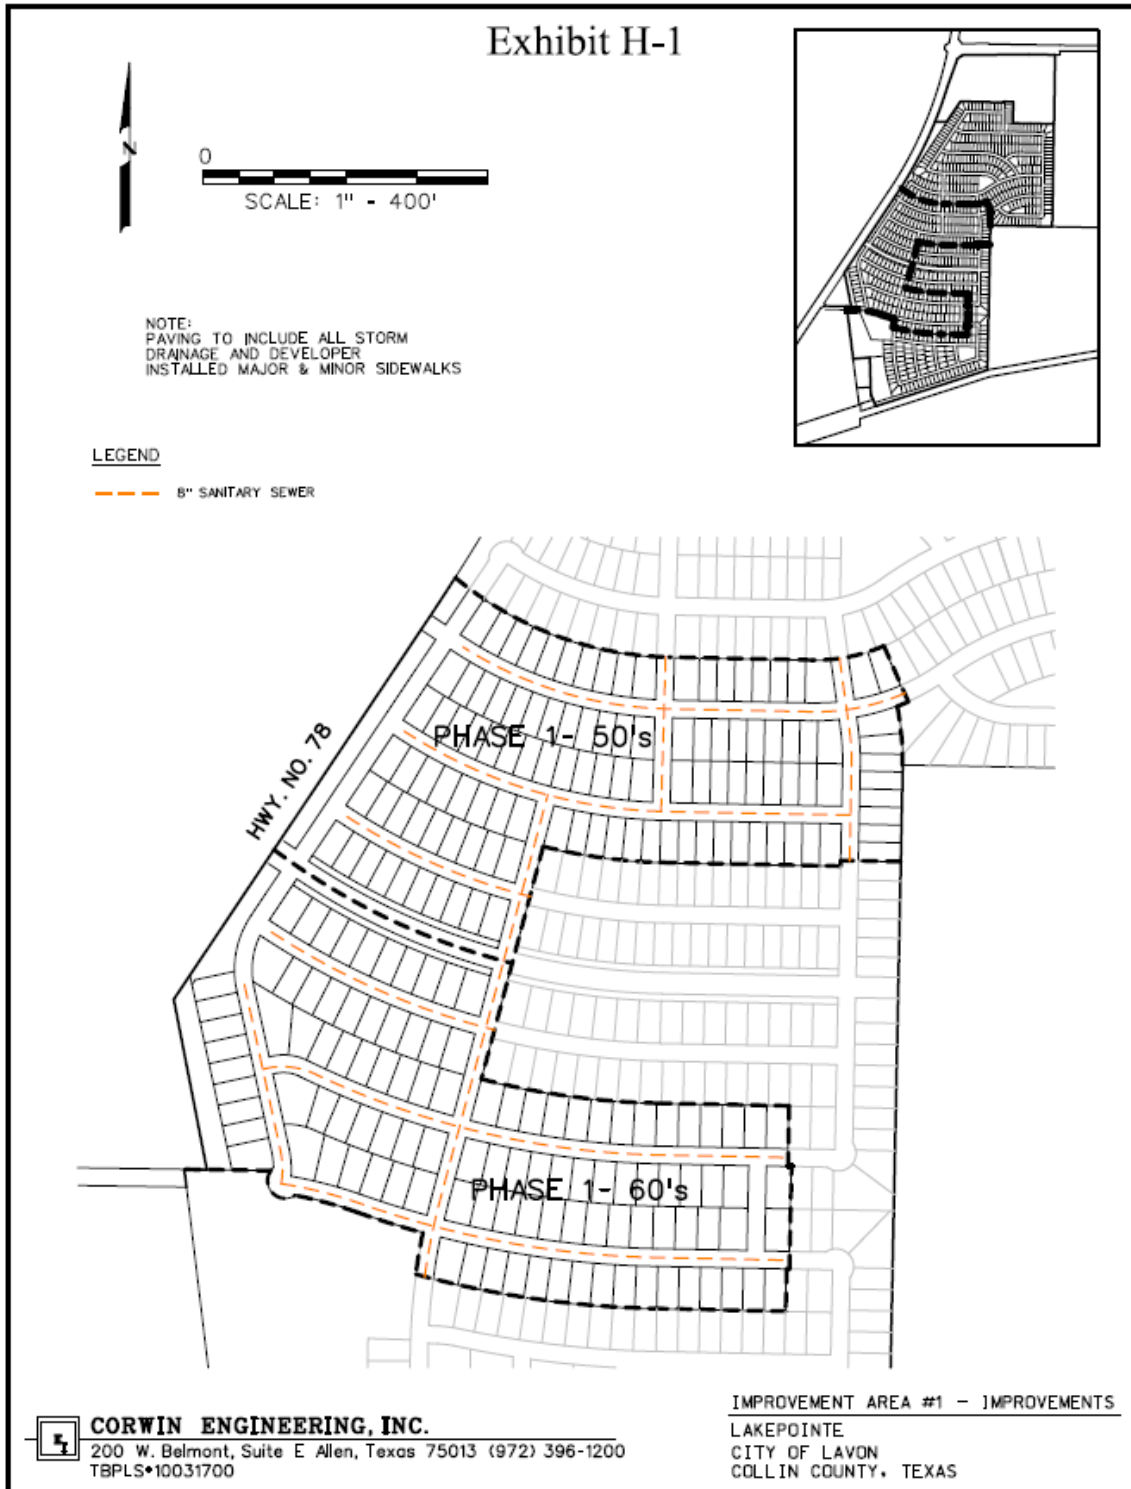 Exhibit H-1
N
0
SCALE: 1" - 400'
NOTE:
PAVING TO INCLUDE ALL STORM
DRAINAGE AND DEVELOPER
INSTALLED MAJOR & MINOR SIDEWALKS
LEGEND
8" SANITARY SEWER
HWY. NO. 78
PHASE 1- 50's
PHASE 1- 60's
CORWIN ENGINEERING, INC.
200 W. Belmont, Suite E Allen, Texas 75013 (972) 396-1200
TBPLS•10031700
IMPROVEMENT AREA #1 - IMPROVEMENTS
LAKEPOINTE
CITY OF LAVON
COLLIN COUNTY, TEXAS